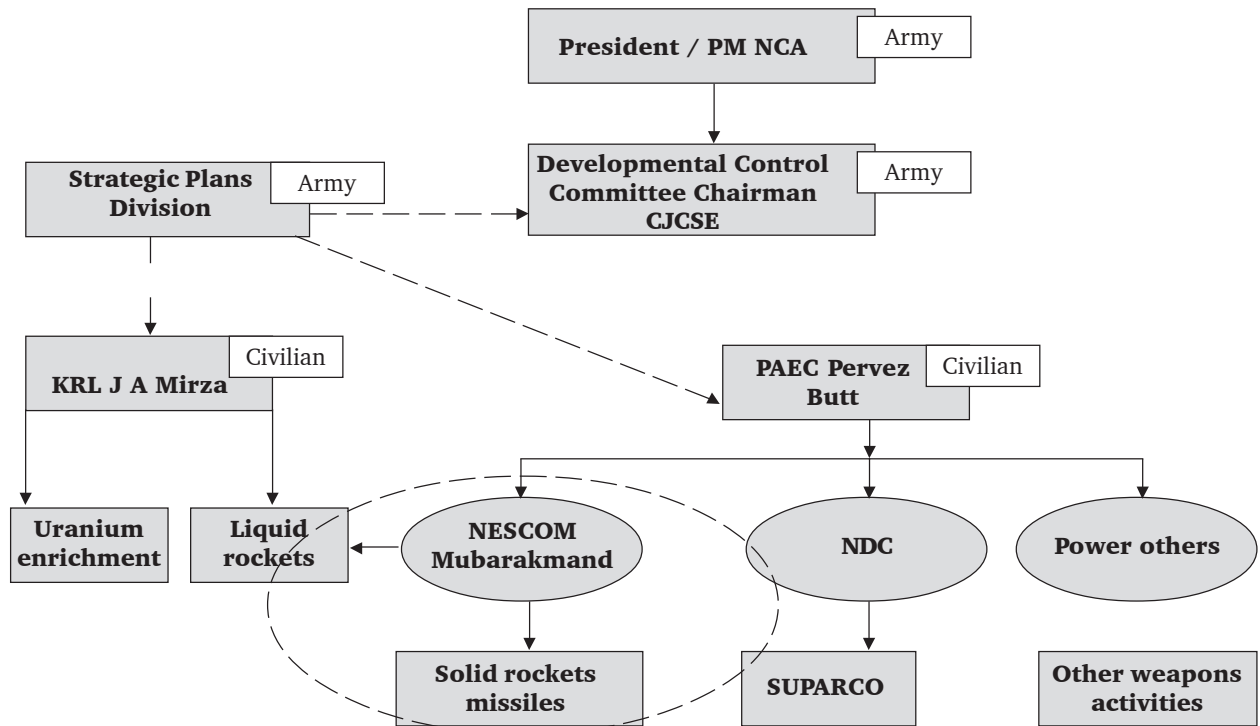 President / PM NCA
Army
Developmental Control
Committee Chairman
CJCSE
Army
Strategic Plans
Division
Army
KRL J A Mirza
Civilian
PAEC Pervez
Butt
Civilian
Uranium
enrichment
Liquid
rockets
NESCOM
Mubarakmand
NDC
Power others
Solid rockets
missiles
SUPARCO
Other weapons
activities